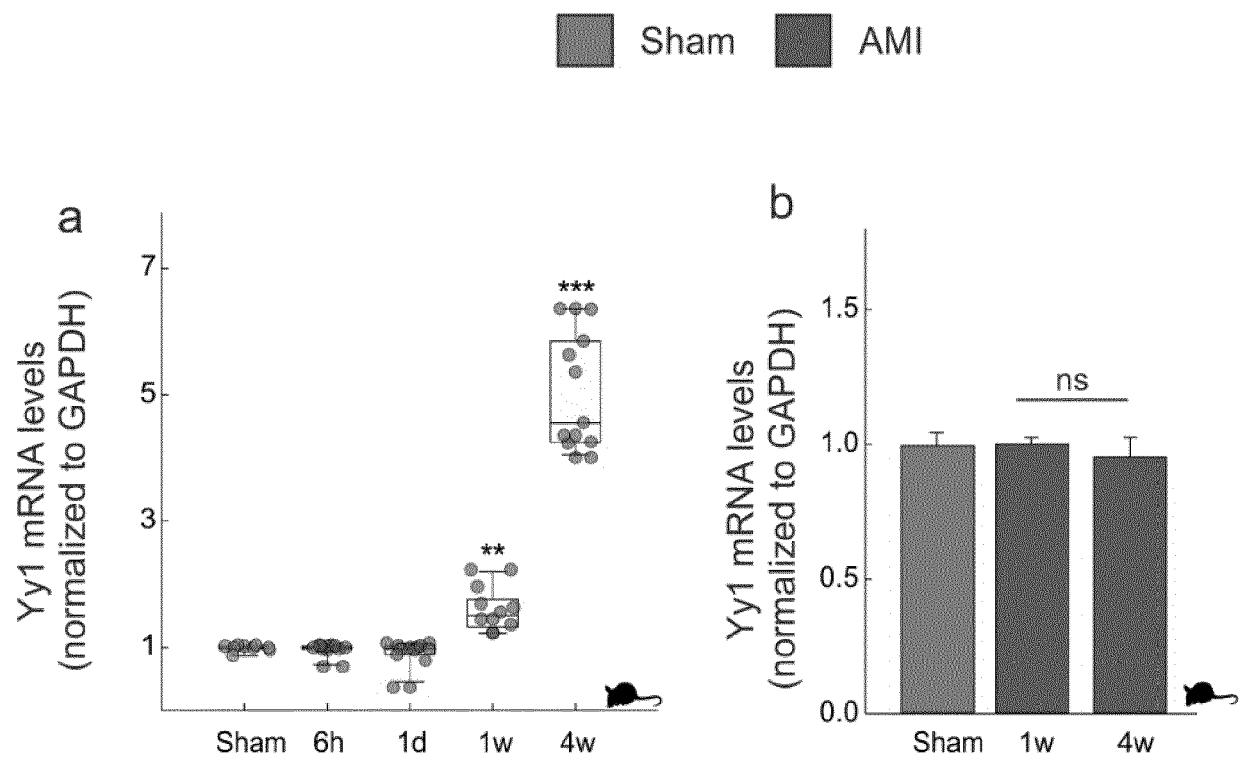 Sham AMI
a
Yy1 mRNA levels
(normalized to GAPDH)
7
5
3
1
**
***
Sham 6h 1d 1w 4w
b
Yy1 mRNA levels
(normalized to GAPDH)
1.5
1.0
0.5
0.0
ns
Sham 1w 4w